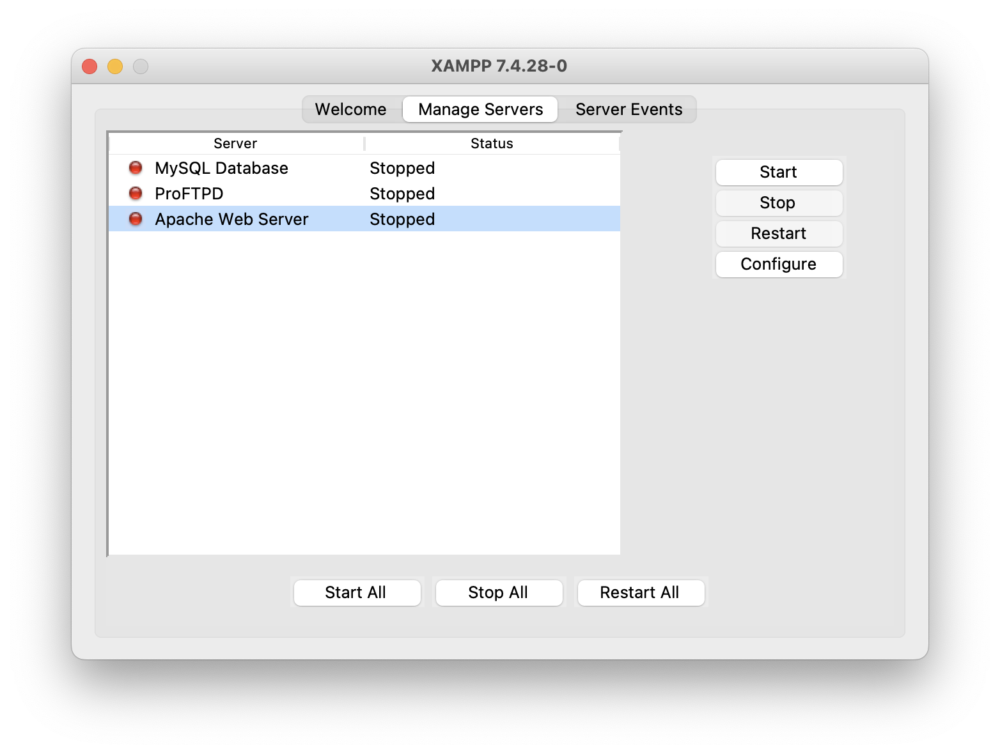 XAMPP 7.4.28-0
Welcome Manage Servers Server Events
Server Status
MySQL Database Stopped
ProFTPD Stopped
Apache Web Server Stopped
Start
Stop
Restart
Configure
Start All Stop All Restart All